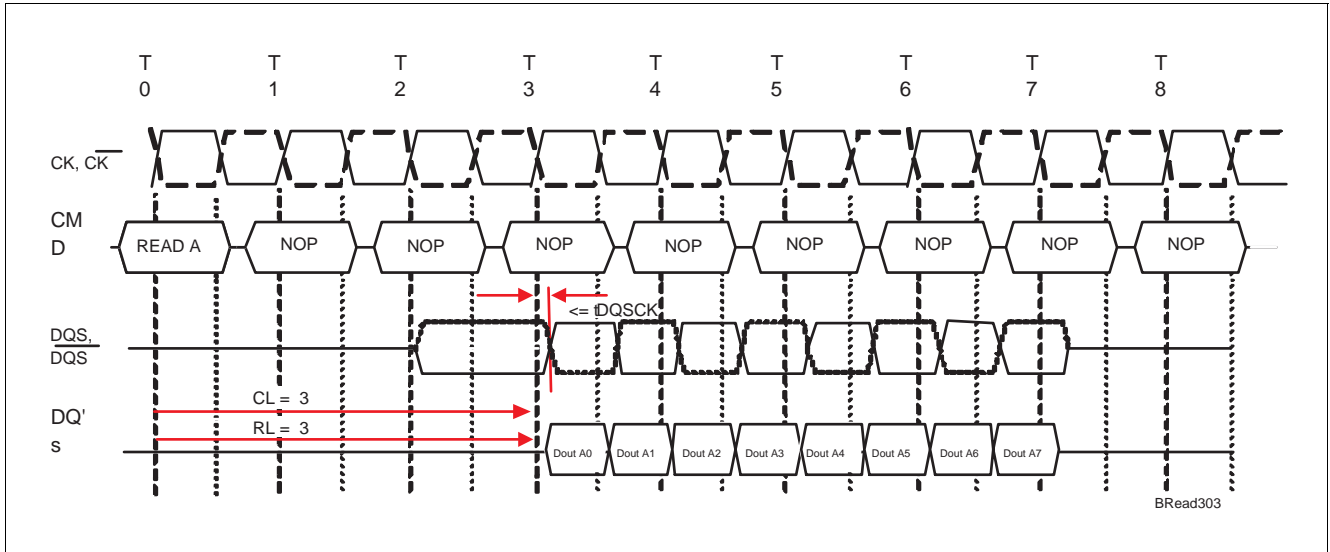 T T T T T T T T T
0 1 2 3 4 5 6 7 8
CK, CK
CM
D
READ A NOP NOP NOP NOP NOP NOP NOP NOP
<= tDQSCK
DQS,
DQS
CL = 3
DQ'
RL = 3
s
Dout A0 Dout A1 Dout A2 Dout A3 Dout A4 Dout A5 Dout A6 Dout A7
BRead303